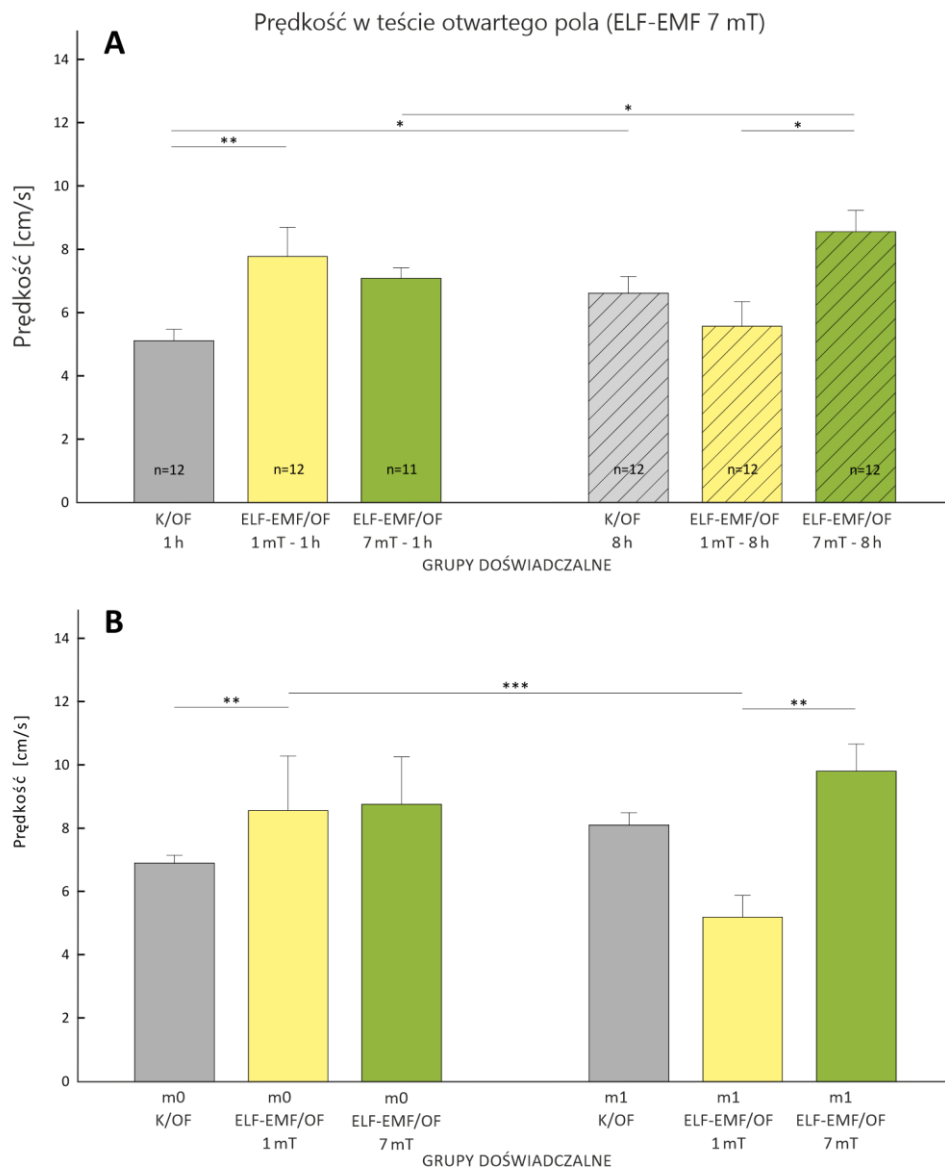 Prędkość w teście otwartego pola (ELF-EMF 7 mT)
A
Prędkość [cm/s]
14
12
10
8
6
4
2
0
*
*
*
**
n=12
n=12
n=11
n=12
n=12
n=12
K/OF ELF-EMF/OF ELF-EMF/OF K/OF ELF-EMF/OF ELF-EMF/OF
1 h 1 mT - 1 h 7 mT - 1 h 8 h 1 mT - 8 h 7 mT - 8 h
GRUPY DOŚWIADCZALNE
B
Prędkość [cm/s]
14
12
10
8
6
4
2
0
***
**
**
m0 m0 m0 m1 m1 m1
K/OF ELF-EMF/OF ELF-EMF/OF K/OF ELF-EMF/OF ELF-EMF/OF
1 mT 7 mT 1 mT 7 mT
GRUPY DOŚWIADCZALNE